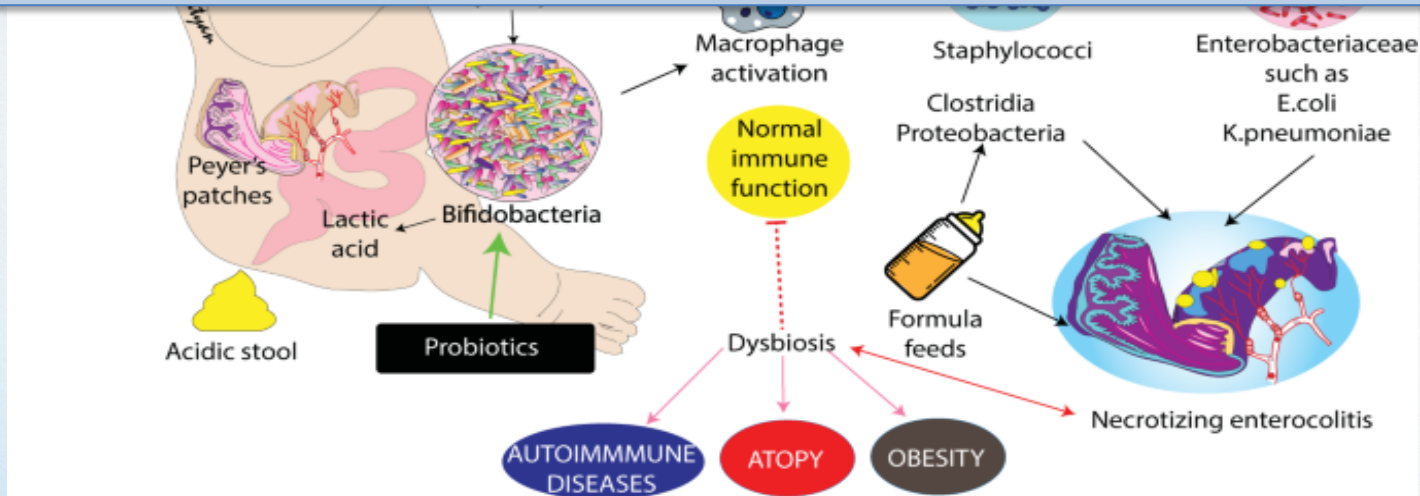 Macrophage
activation
Staphylococci
Enterobacteriaceae
such as
E.coli
K.pneumoniae
Clostridia
Proteobacteria
Normal
immune
function
Peyer's
patches
Bifidobacteria
Lactic
acid
Acidic stool
Probiotics
Dysbiosis
Formula
feeds
Necrotizing enterocolitis
AUTOIMMMUNE
DISEASES
ATOPY
OBESITY